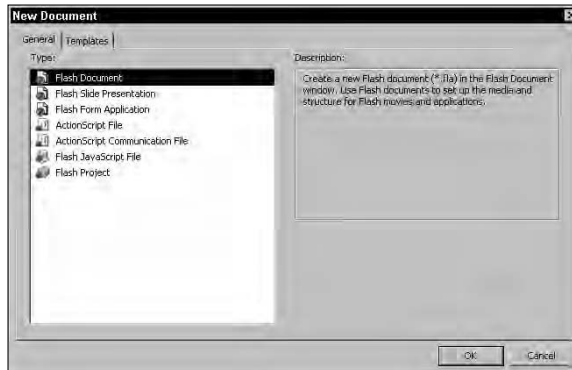 New Document
General Templates
Type:
Flash Document
Flash Slide Presentation
Flash Form Application
ActionScript File
ActionScript Communication File
Flash JavaScript File
Flash Project
Description:
Create a new Flash document (*.fla) in the Flash Document
window. Use Flash documents to set up the media and
structure for Flash movies and applications.
OK Cancel